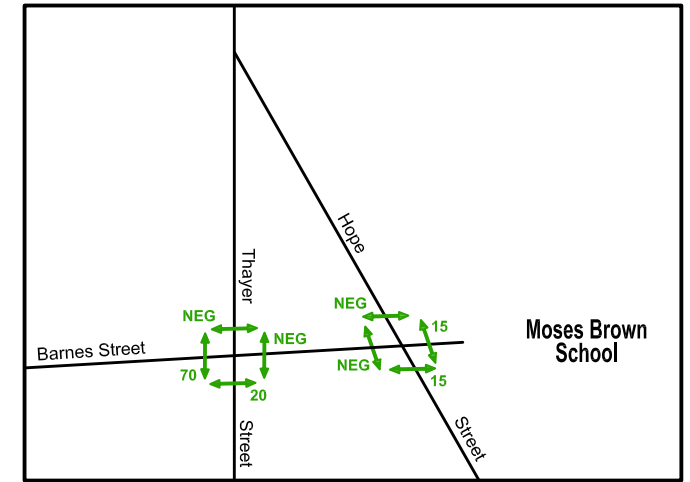 Hope
Thayer
NEG
NEG
NEG
15
Moses Brown
School
Barnes Street
70
20
NEG
15
Street
Street